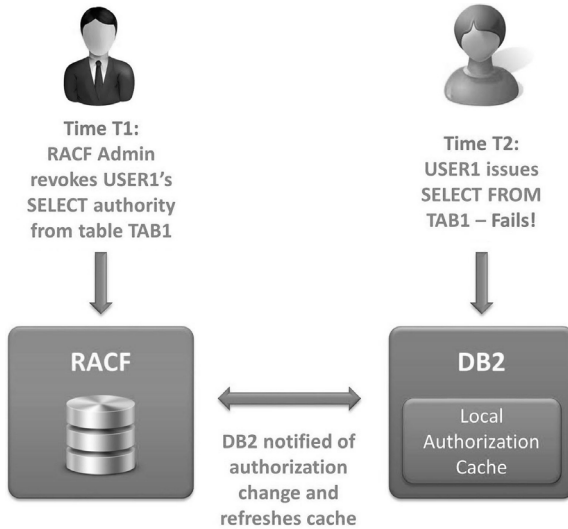 Time T1:
RACF Admin
revokes USER1’s
SELECT authority
from table TAB1
Time T2:
USER1 issues
SELECT FROM
TAB1 – Fails!
RACF
DB2
Local
Authorization
Cache
DB2 notified of
authorization
change and
refreshes cache